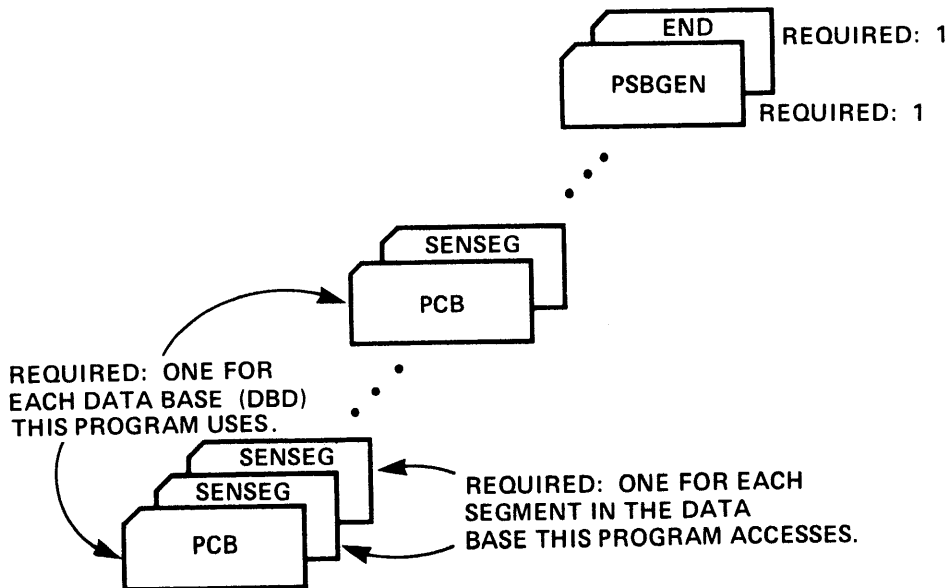 END
REQUIRED: 1
PSBGEN
REQUIRED: 1
SENSEG
PCB
REQUIRED: ONE FOR
EACH DATA BASE (DBD)
THIS PROGRAM USES.
SENSEG
SENSEG
PCB
REQUIRED: ONE FOR EACH
SEGMENT IN THE DATA
BASE THIS PROGRAM ACCESSES.